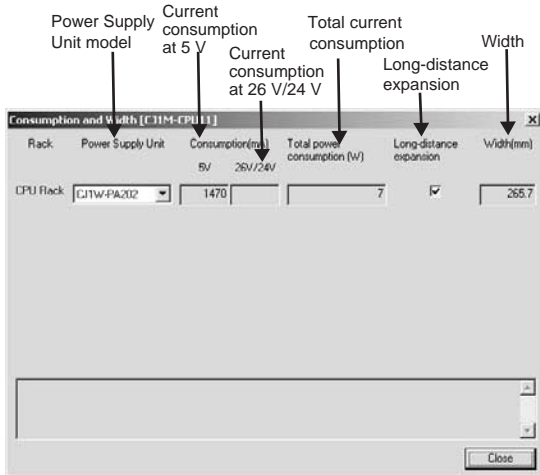 Power Supply
Unit model
Current
consumption
at 5 V
Current
consumption
at 26 V/24 V
Total current
consumption
Long-distance
expansion
Width
Consumption and Width [CJ1M-CPU11]
Rack
Power Supply Unit
Consumption(mA)
5V
26V/24V
Total power
consumption (W)
Long-distance
expansion
Width(mm)
CPU Rack
CJ1W-PA202
1470
7
265.7
Close